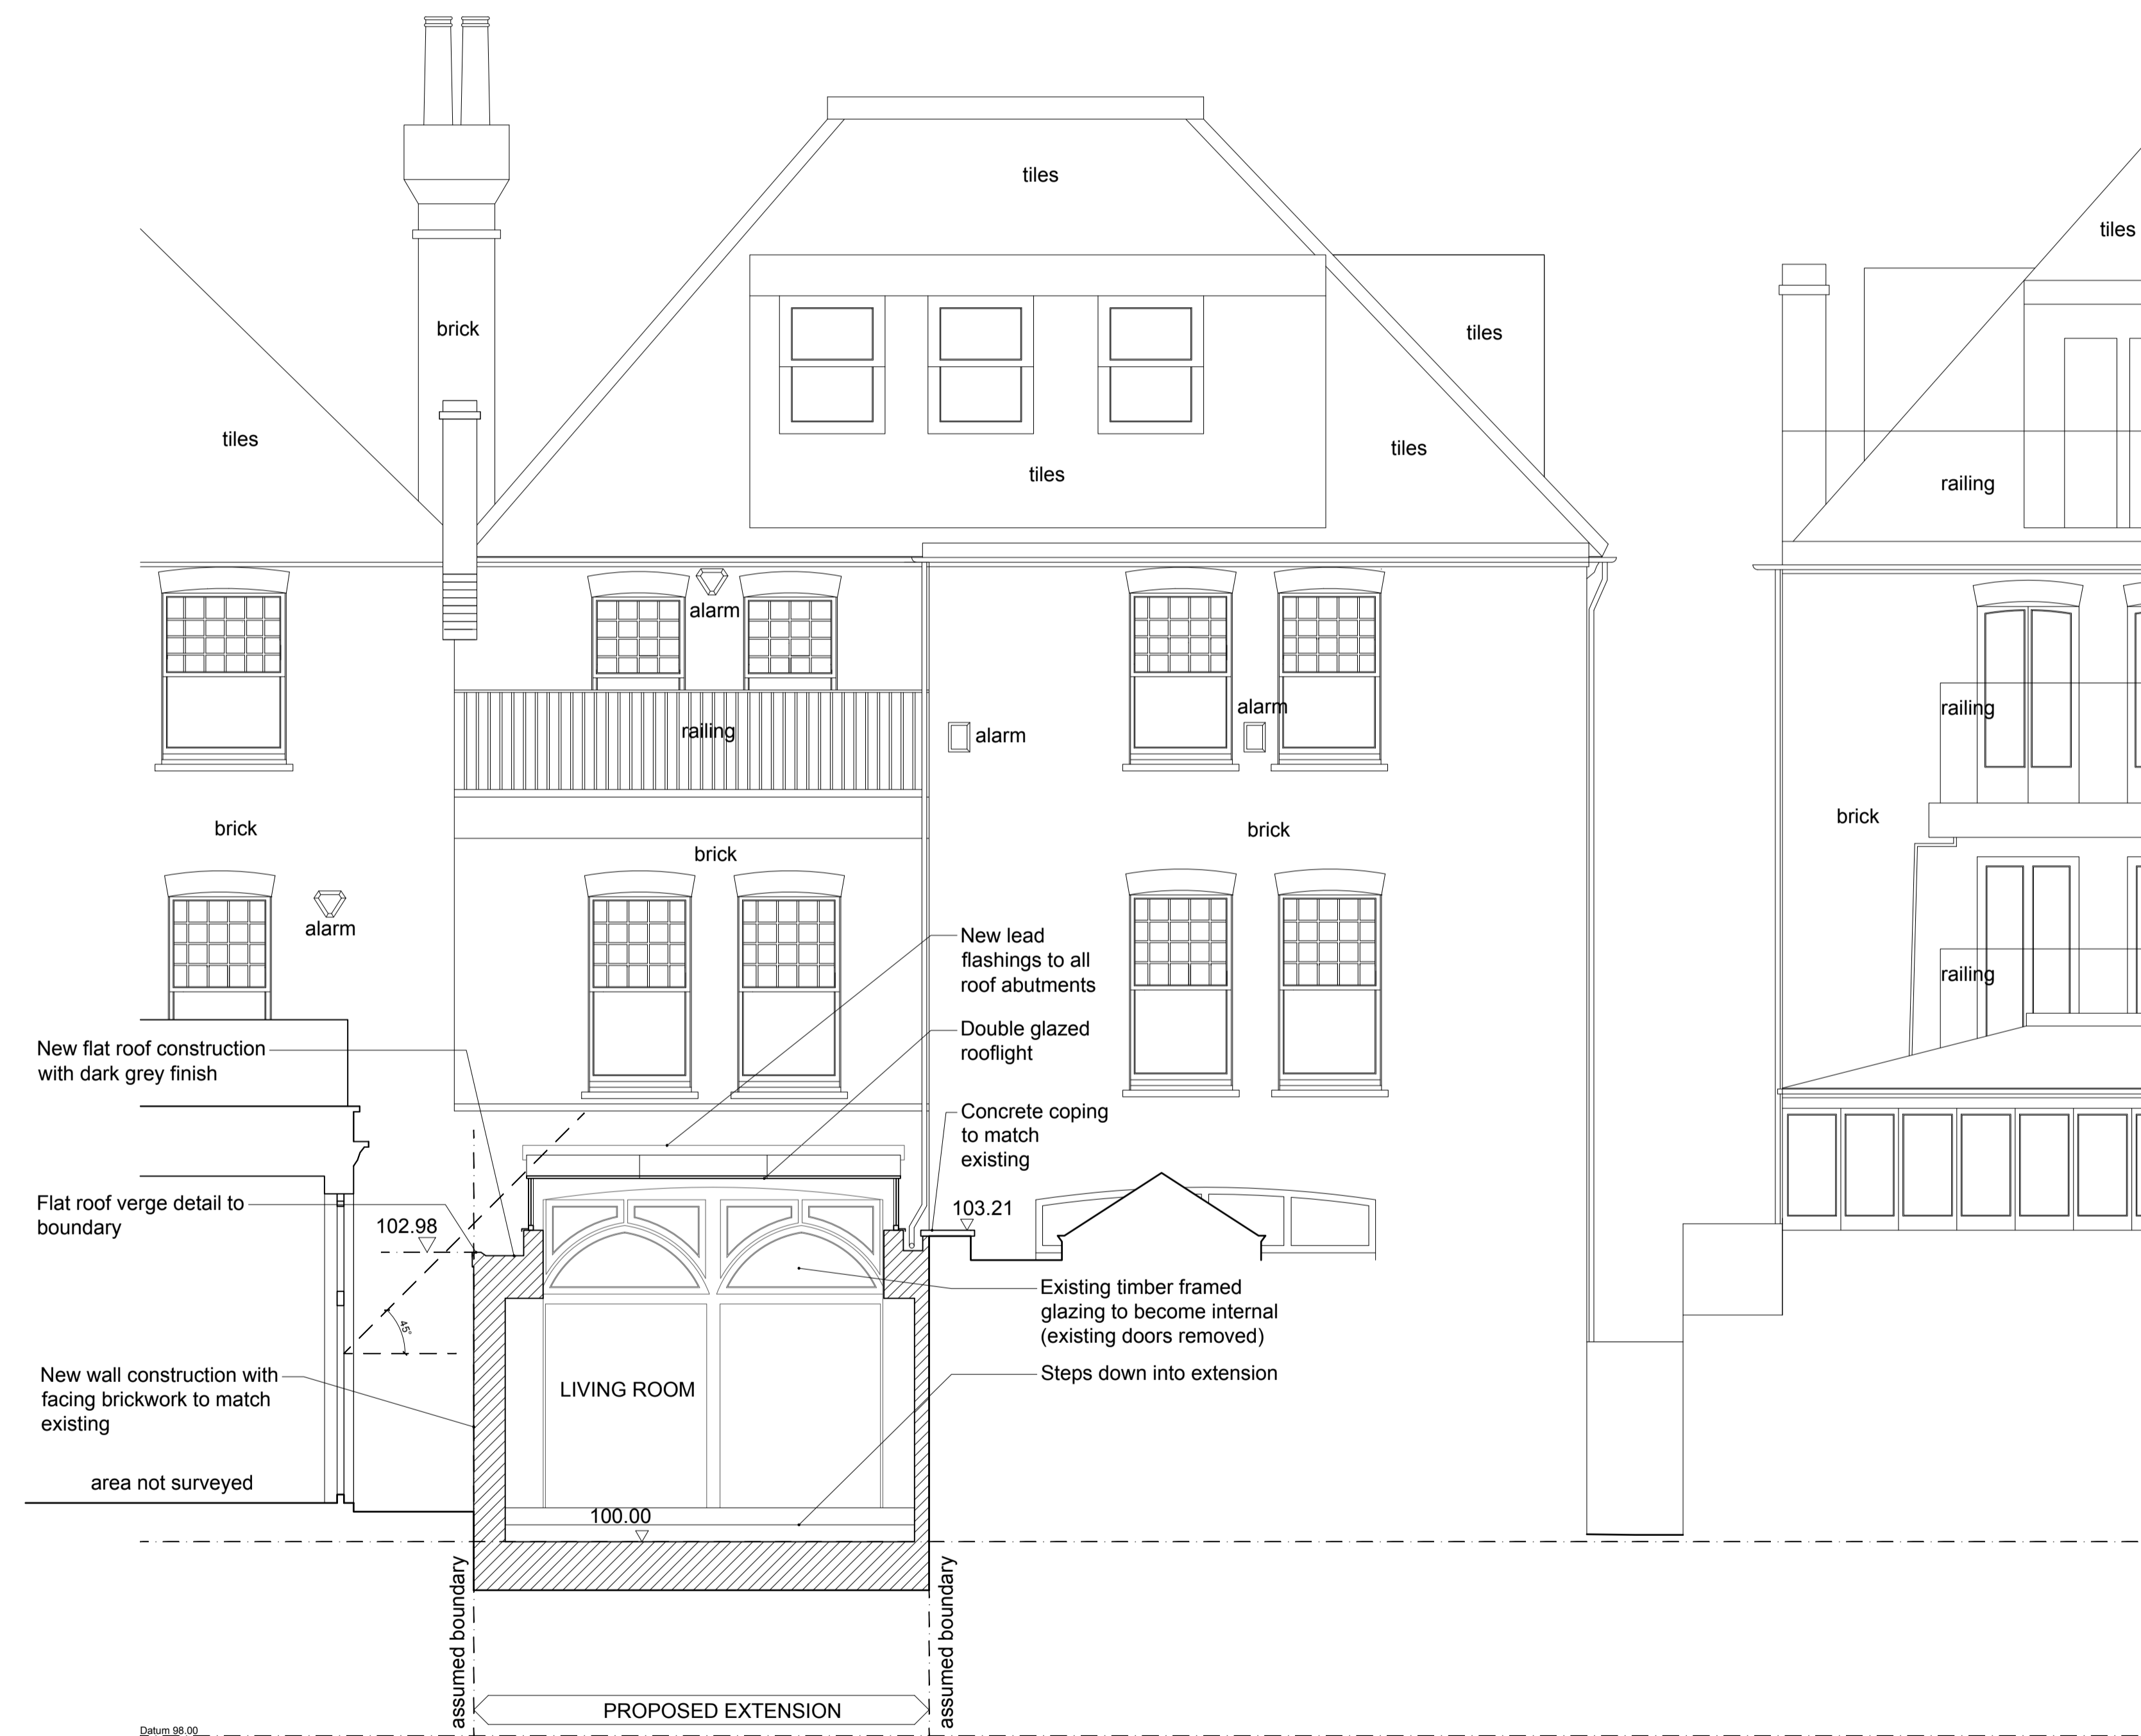 tiles
tiles
brick
tiles
tiles
tiles
tiles
railing
tiles
alarm
alarm
railing
alarm
railing
brick
brick
brick
brick
alarm
New lead
flashings to all
roof abutments
railing
Double glazed
rooflight
New flat roof construction
with dark grey finish
Concrete coping
to match
existing
Flat roof verge detail to
boundary
102.98
103.21
Existing timber framed
glazing to become internal
(existing doors removed)
45°
Steps down into extension
New wall construction with
facing brickwork to match
existing
LIVING ROOM
area not surveyed
100.00
assumed boundary
assumed boundary
PROPOSED EXTENSION
Datum 98.00